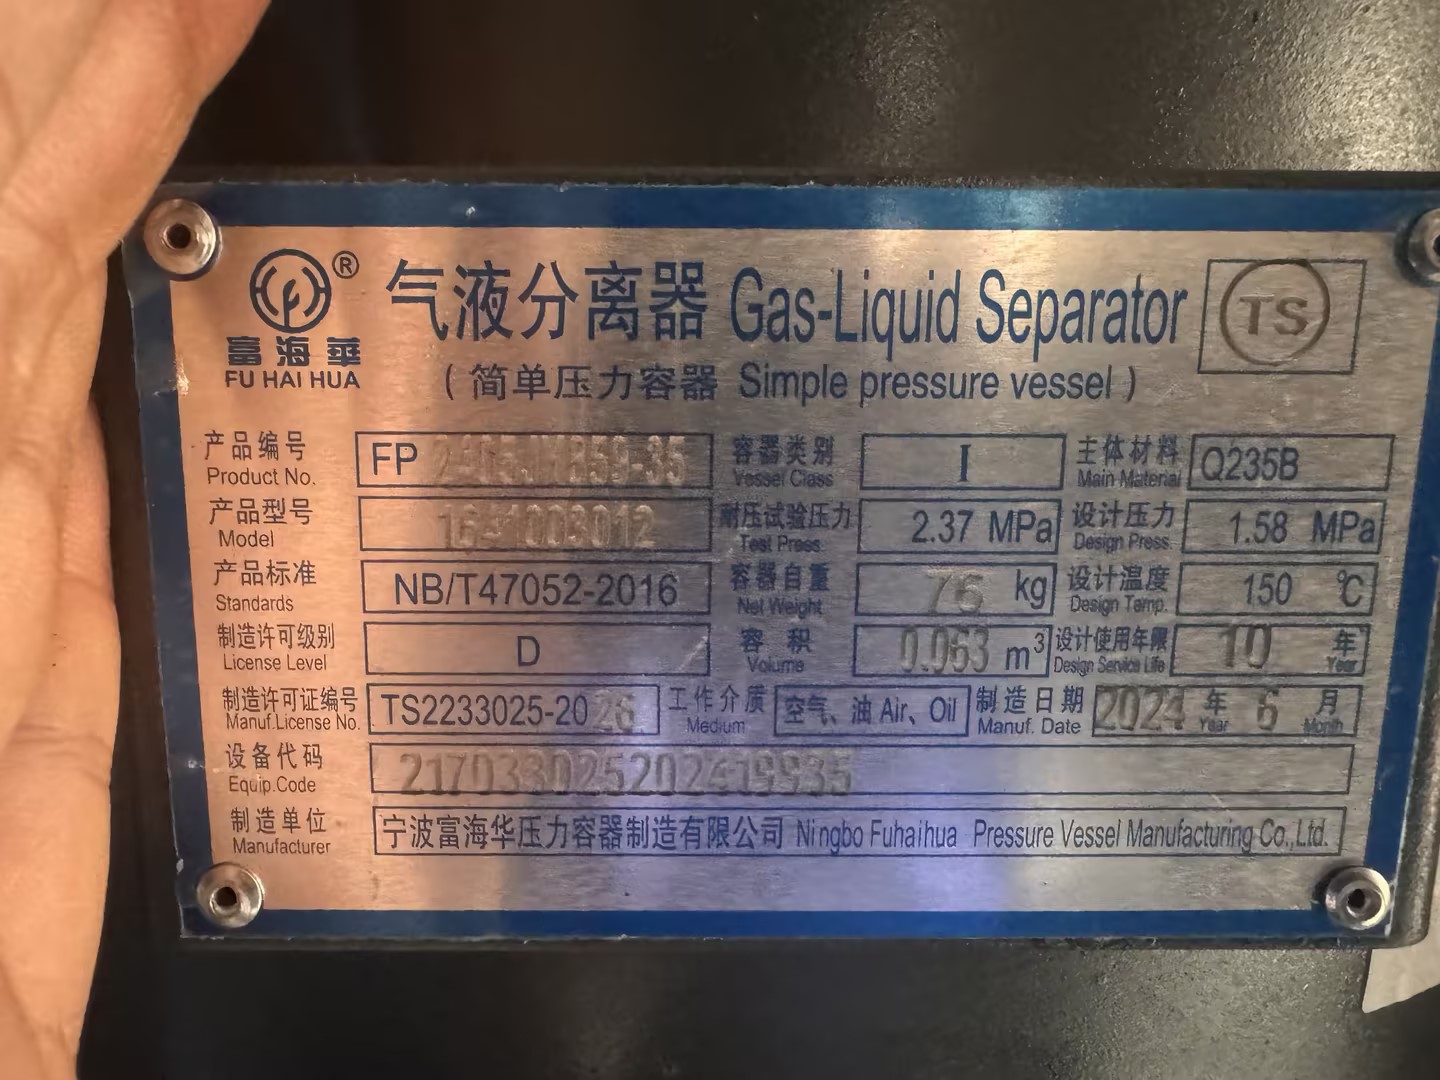 ®
富海華
FU HAI HUA
气液分离器 Gas-Liquid Separator
TS
(简单压力容器 Simple pressure vessel)
产品编号 FP 容器类别 I 主体材料 Q235B
Product No. Vessel Class Main Material
产品型号 16-1003012 耐压试验压力 2.37 MPa 设计压力 1.58 MPa
Model Test Press. Design Press.
产品标准 NB/T47052-2016 容器自重 76 kg 设计温度 150 ℃
Standards Net Weight Design Temp.
制造许可级别 D 容积 0.063 m³ 设计使用年限 10 年
License Level Volume Design Service Life Year
制造许可证编号 TS2233025-2026 工作介质 空气、油 Air、Oil 制造日期 2024 年 6 月
Manuf.License No. Medium Manuf. Date Year Month
设备代码 217033025202419935
Equip.Code
制造单位 宁波富海华压力容器制造有限公司 Ningbo Fuhaihua Pressure Vessel Manufacturing Co.,Ltd.
Manufacturer